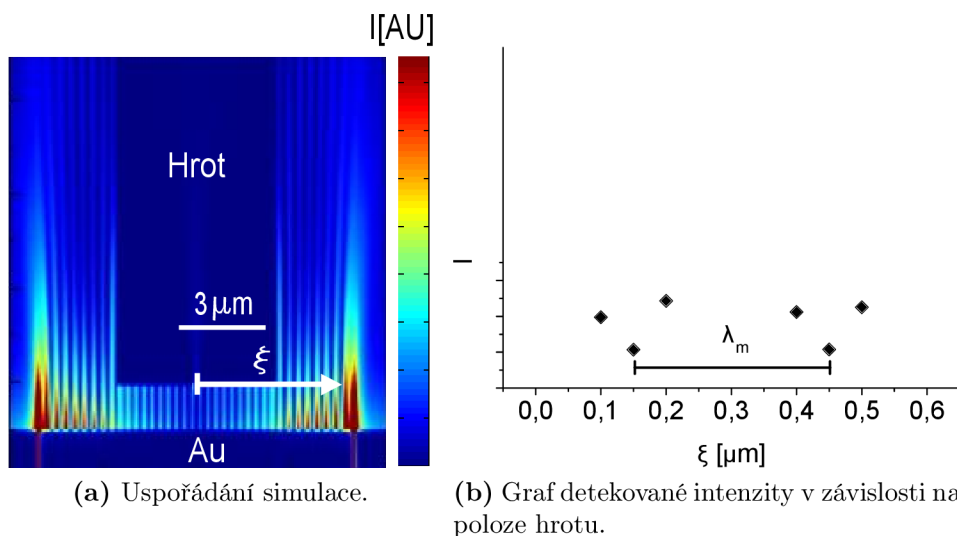 I[AU]
Hrot
3 μm
ξ
Au
I
λm
0,0 0,1 0,2 0,3 0,4 0,5 0,6
ξ [μm]
(a) Uspořádání simulace.
(b) Graf detekované intenzity v závislosti na
poloze hrotu.